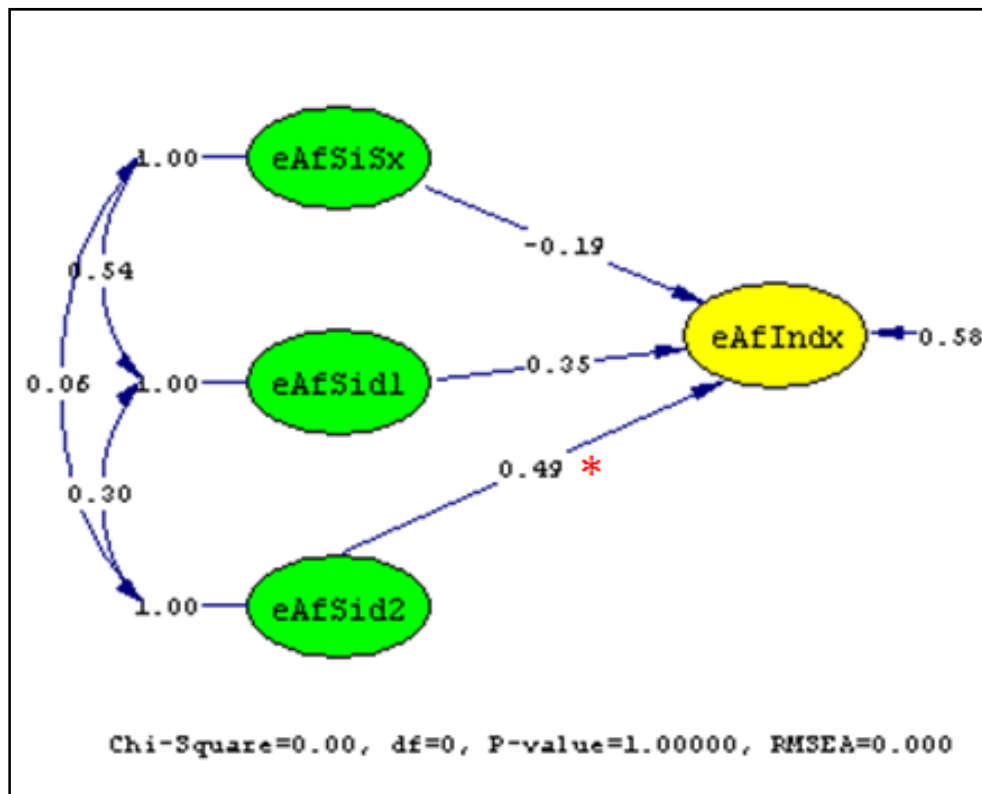 1.00
eAfSiSx
-0.19
0.54
eAfIndx
0.58
0.35
1.00
eAfSid1
0.06
0.49 *
0.30
1.00
eAfSid2
Chi-Square=0.00, df=0, P-value=1.00000, RMSEA=0.000